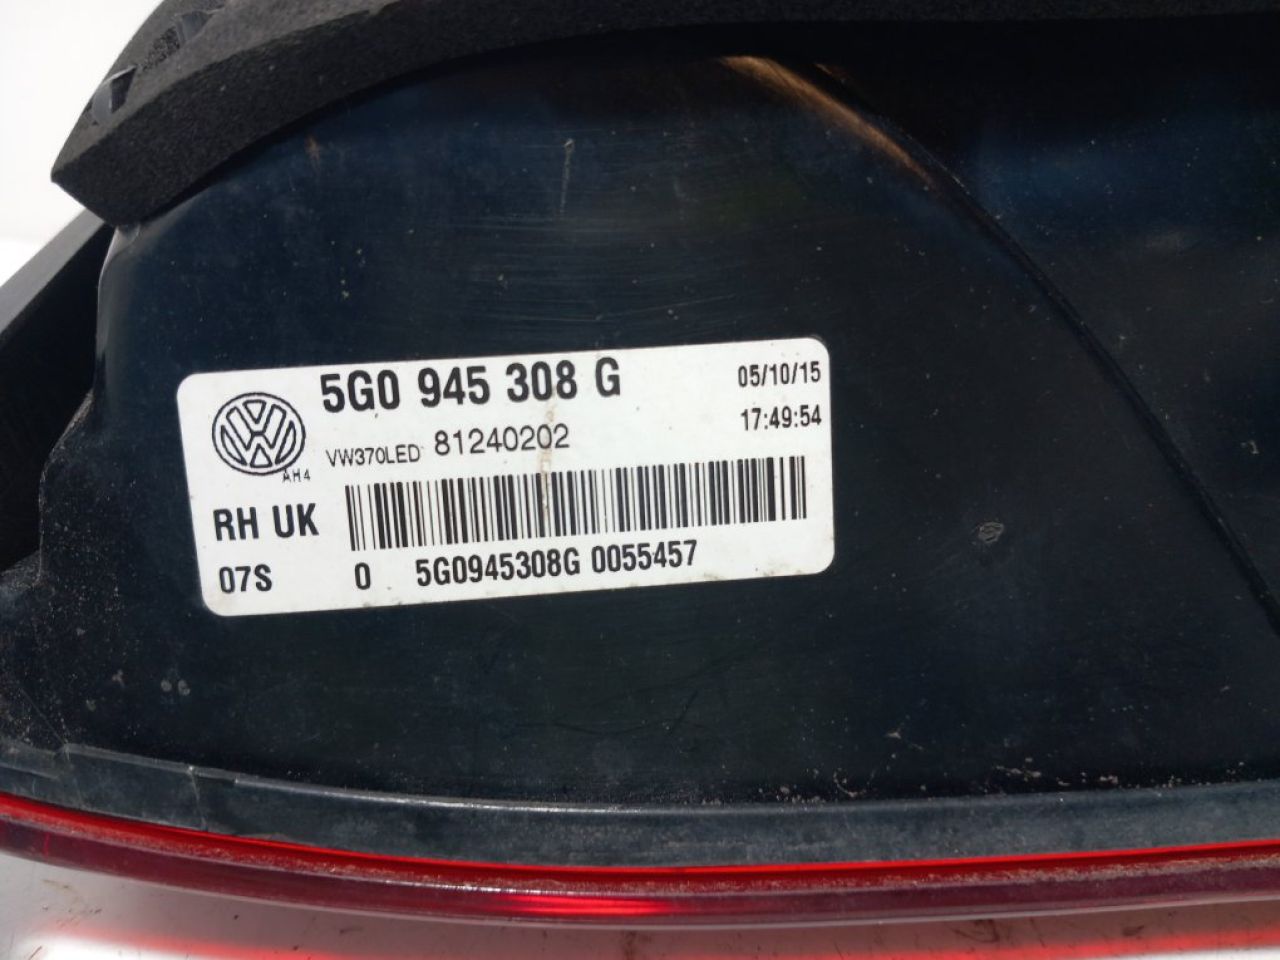 5G0 945 308 G
05/10/15
VW370LED 81240202
17:49:54
AH4
RH UK
07S
0 5G0945308G 0055457